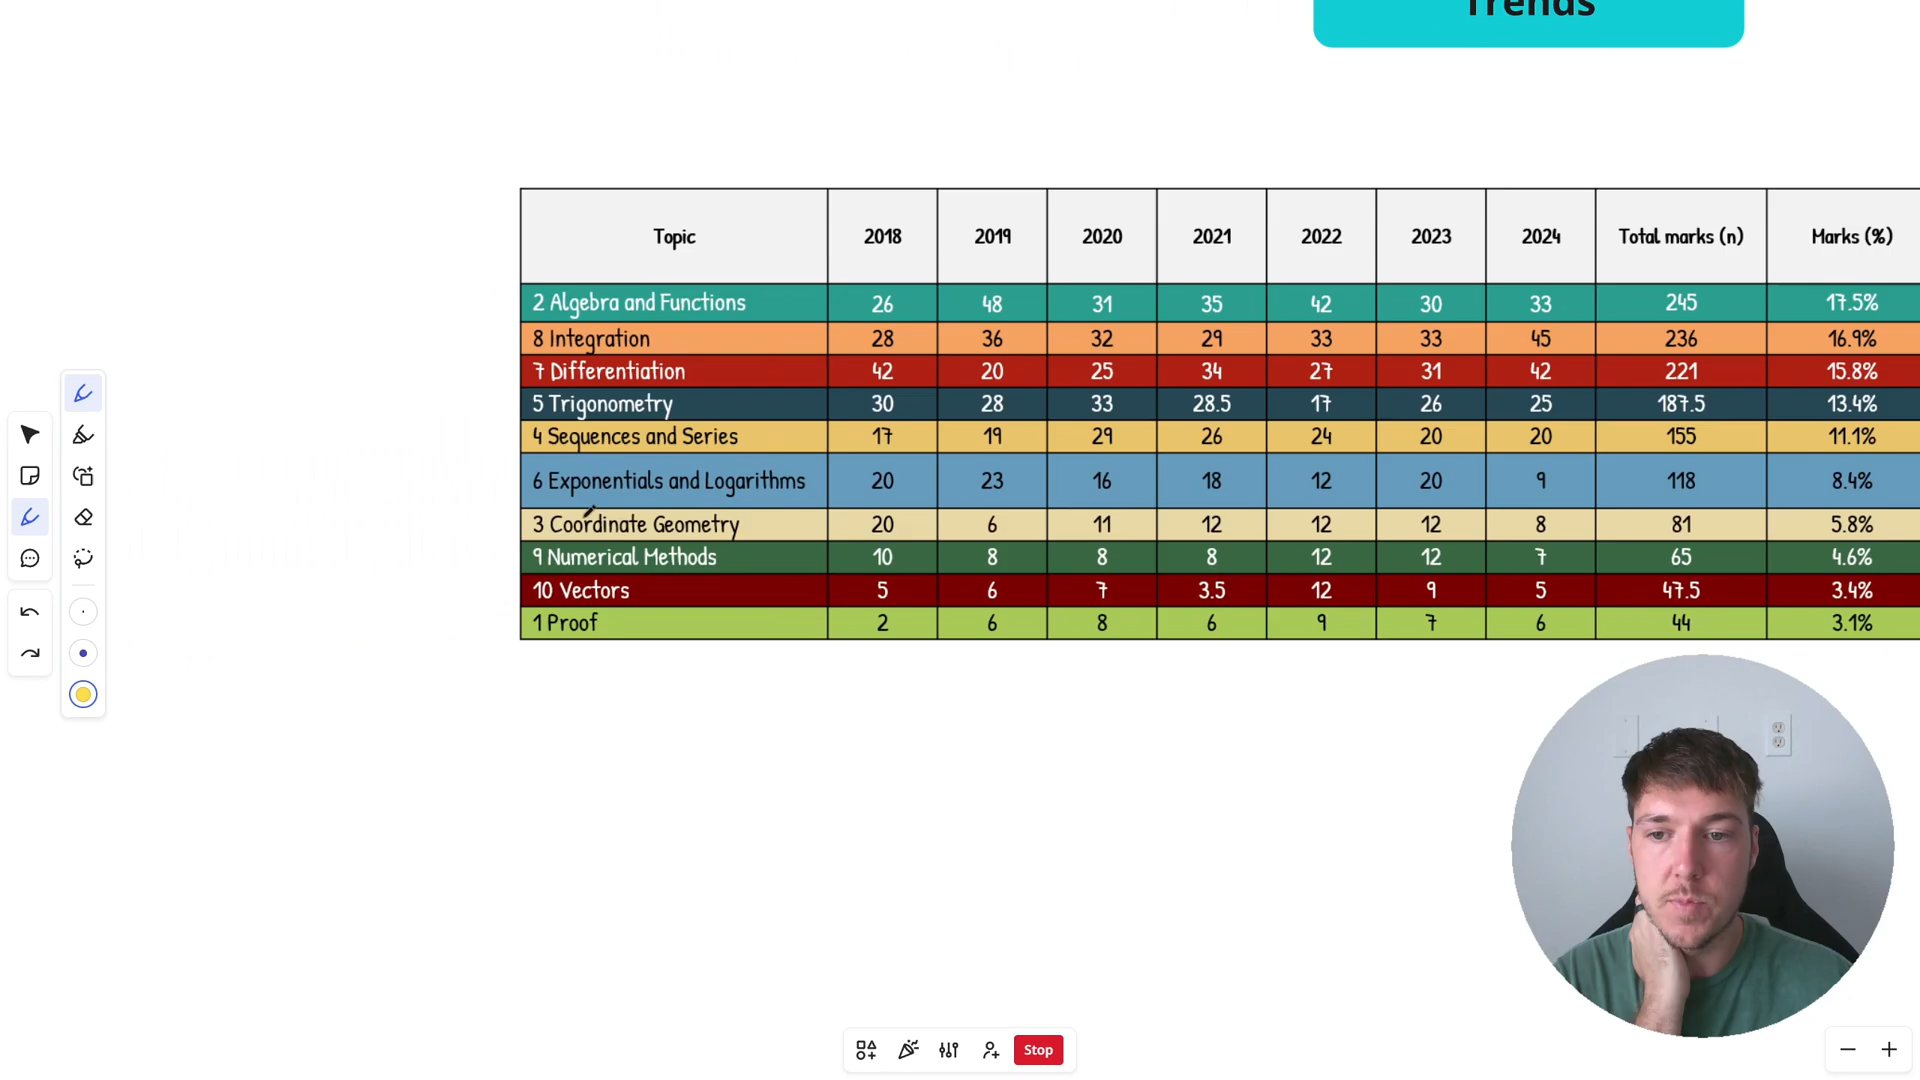 Trends
Topic 2018 2019 2020 2021 2022 2023 2024 Total marks (n) Marks (%)
2 Algebra and Functions 26 48 31 35 42 30 33 245 17.5%
8 Integration 28 36 32 29 33 33 45 236 16.9%
7 Differentiation 42 20 25 34 27 31 42 221 15.8%
5 Trigonometry 30 28 33 28.5 17 26 25 187.5 13.4%
4 Sequences and Series 17 19 29 26 24 20 20 155 11.1%
6 Exponentials and Logarithms 20 23 16 18 12 20 9 118 8.4%
3 Coordinate Geometry 20 6 11 12 12 12 8 81 5.8%
9 Numerical Methods 10 8 8 8 12 12 7 65 4.6%
10 Vectors 5 6 7 3.5 12 9 5 47.5 3.4%
1 Proof 2 6 8 6 9 7 6 44 3.1%
Stop